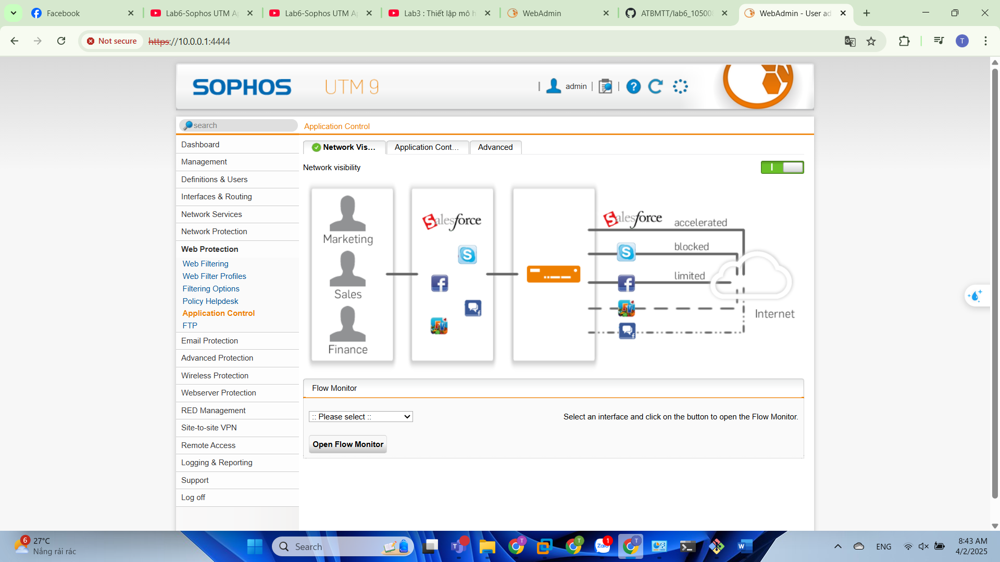 Facebook
Lab6-Sophos UTM Ap
Lab6-Sophos UTM Ap
Lab3 : Thiết lập mô h
WebAdmin
ATBMTT/lab6_10500
WebAdmin - User ad
Not secure
https://10.0.0.1:4444
T
SOPHOS
UTM 9
| admin | |
search
Application Control
Dashboard
Management
Definitions & Users
Interfaces & Routing
Network Services
Network Protection
Web Protection
Web Filtering
Web Filter Profiles
Filtering Options
Policy Helpdesk
Application Control
FTP
Email Protection
Advanced Protection
Wireless Protection
Webserver Protection
RED Management
Site-to-site VPN
Remote Access
Logging & Reporting
Support
Log off
Network Vis...
Application Cont...
Advanced
Network visibility
Marketing
Sales
Finance
Salesforce
Salesforce
accelerated
blocked
limited
Internet
Flow Monitor
:: Please select ::
Select an interface and click on the button to open the Flow Monitor.
Open Flow Monitor
6
27°C
Nắng rải rác
Search
Zalo
1
ENG
8:43 AM
4/2/2025